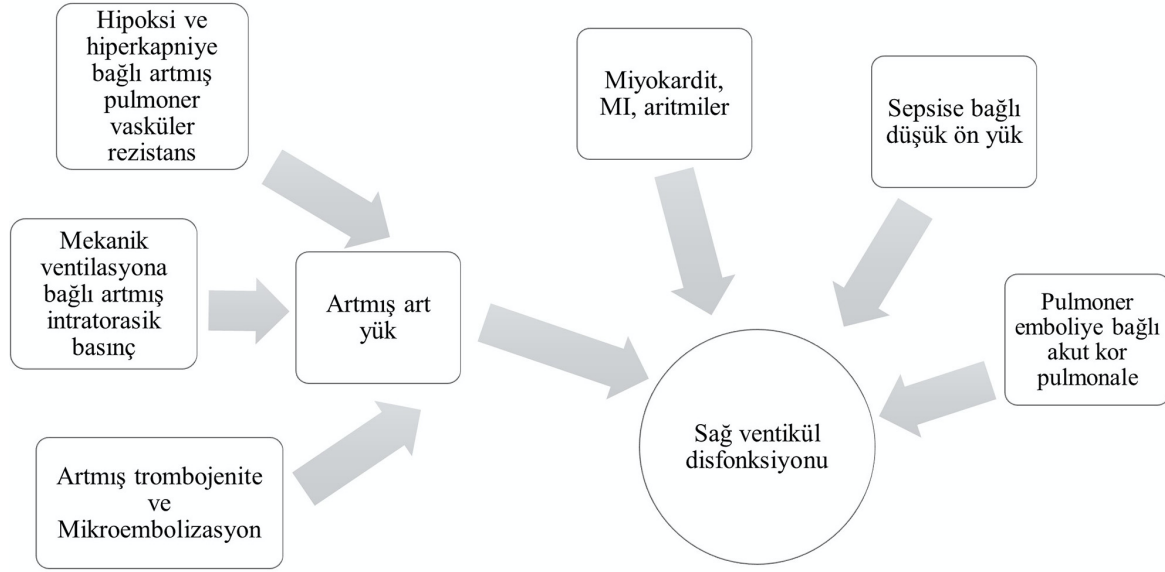 Hipoksi ve
hiperkapniye
bağlı artmış
pulmoner
vasküler
rezistans
Mekanik
ventilasyona
bağlı artmış
intratorasik
basınç
Artmış trombojenite
ve
Mikroembolizasyon
Artmış art
yük
Miyokardit,
MI, aritmiler
Sepsise bağlı
düşük ön yük
Pulmoner
emboliye bağlı
akut kor
pulmonale
Sağ ventikül
disfonksiyonu